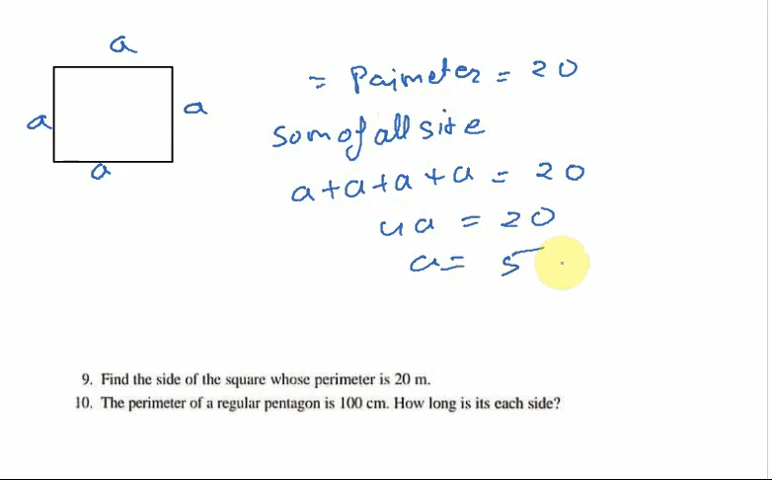 a
= Paimeter = 20
a
a
som of all site
a
a + a + a + a = 20
4a = 20
a = 5
9. Find the side of the square whose perimeter is 20 m.
10. The perimeter of a regular pentagon is 100 cm. How long is its each side?